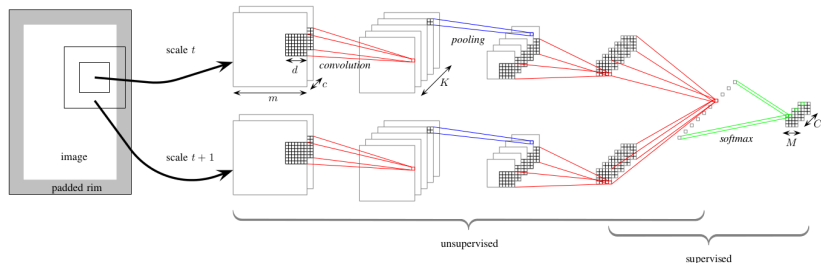 scale t
pooling
d
convolution
c
K
m
image
padded rim
scale t + 1
softmax
M
C
unsupervised
supervised